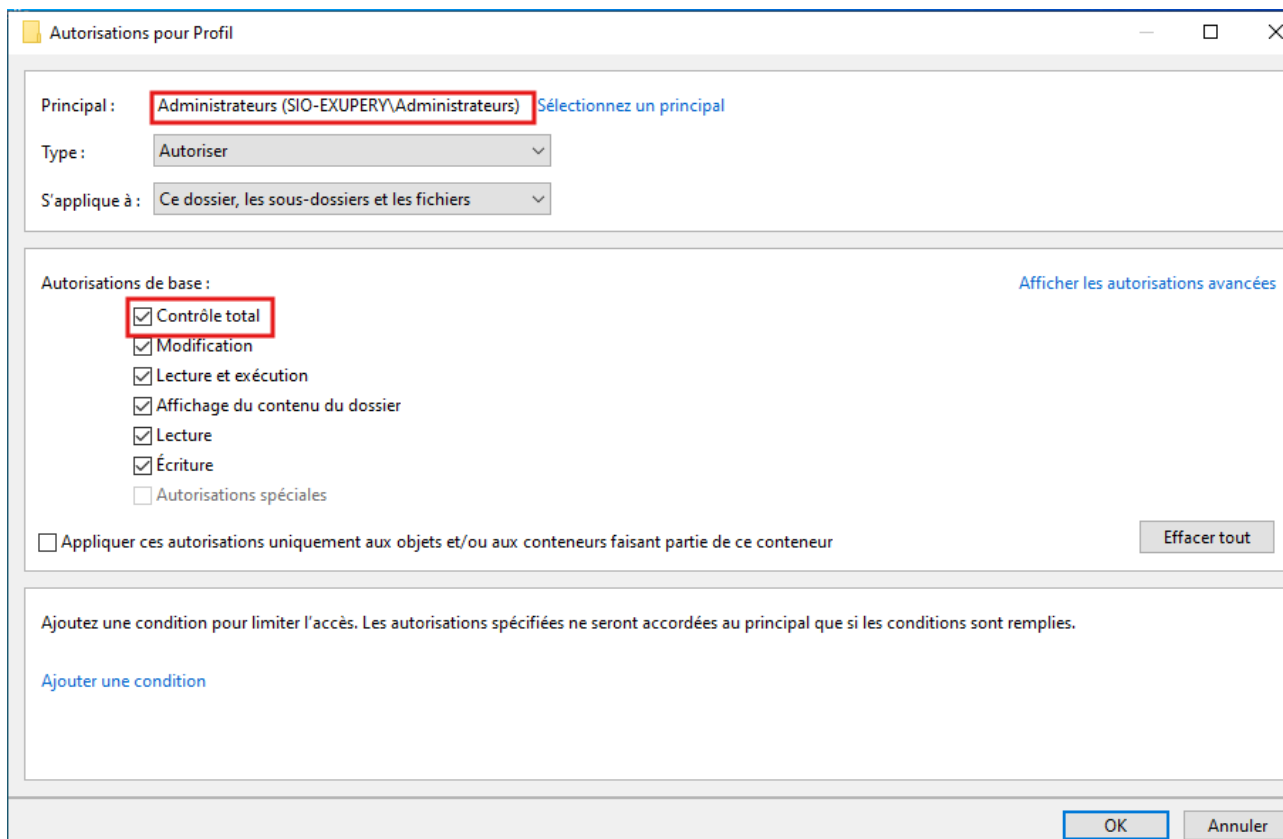 Autorisations pour Profil
Principal : Administrateurs (SIO-EXUPERY\Administrateurs) Sélectionnez un principal
Type : Autoriser
S'applique à : Ce dossier, les sous-dossiers et les fichiers
Autorisations de base : Afficher les autorisations avancées
Contrôle total
Modification
Lecture et exécution
Affichage du contenu du dossier
Lecture
Écriture
Autorisations spéciales
Appliquer ces autorisations uniquement aux objets et/ou aux conteneurs faisant partie de ce conteneur Effacer tout
Ajoutez une condition pour limiter l'accès. Les autorisations spécifiées ne seront accordées au principal que si les conditions sont remplies.
Ajouter une condition
OK Annuler